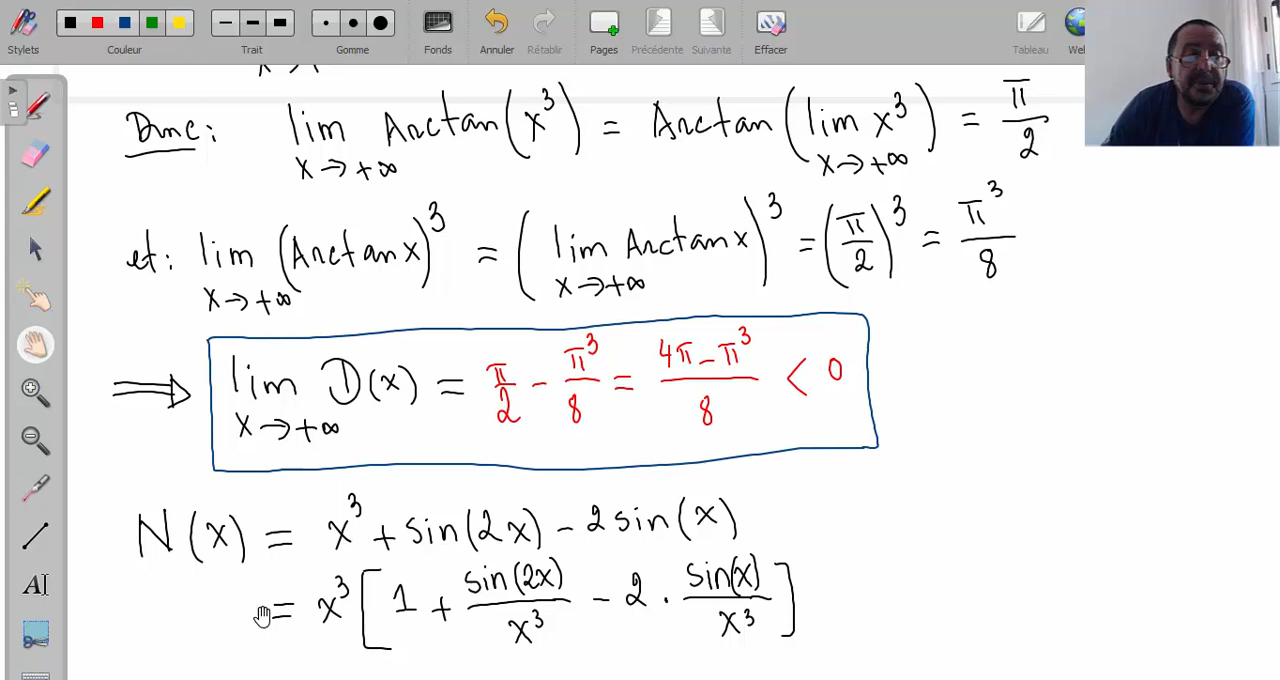 Stylets Couleur Trait Gomme Fonds Annuler Rétablir Pages Précédente Suivante Effacer Tableau
x→
Donc: lim Arctan(x³) = Arctan(lim x³) = π/2
x→+∞ x→+∞
et: lim (Arctan x)³ = (lim Arctan x)³ = (π/2)³ = π³/8
x→+∞ x→+∞
⟹ lim D(x) = π/2 − π³/8 = (4π − π³)/8 < 0
x→+∞
N(x) = x³ + sin(2x) − 2 sin(x)
= x³ [1 + sin(2x)/x³ − 2 · sin(x)/x³]